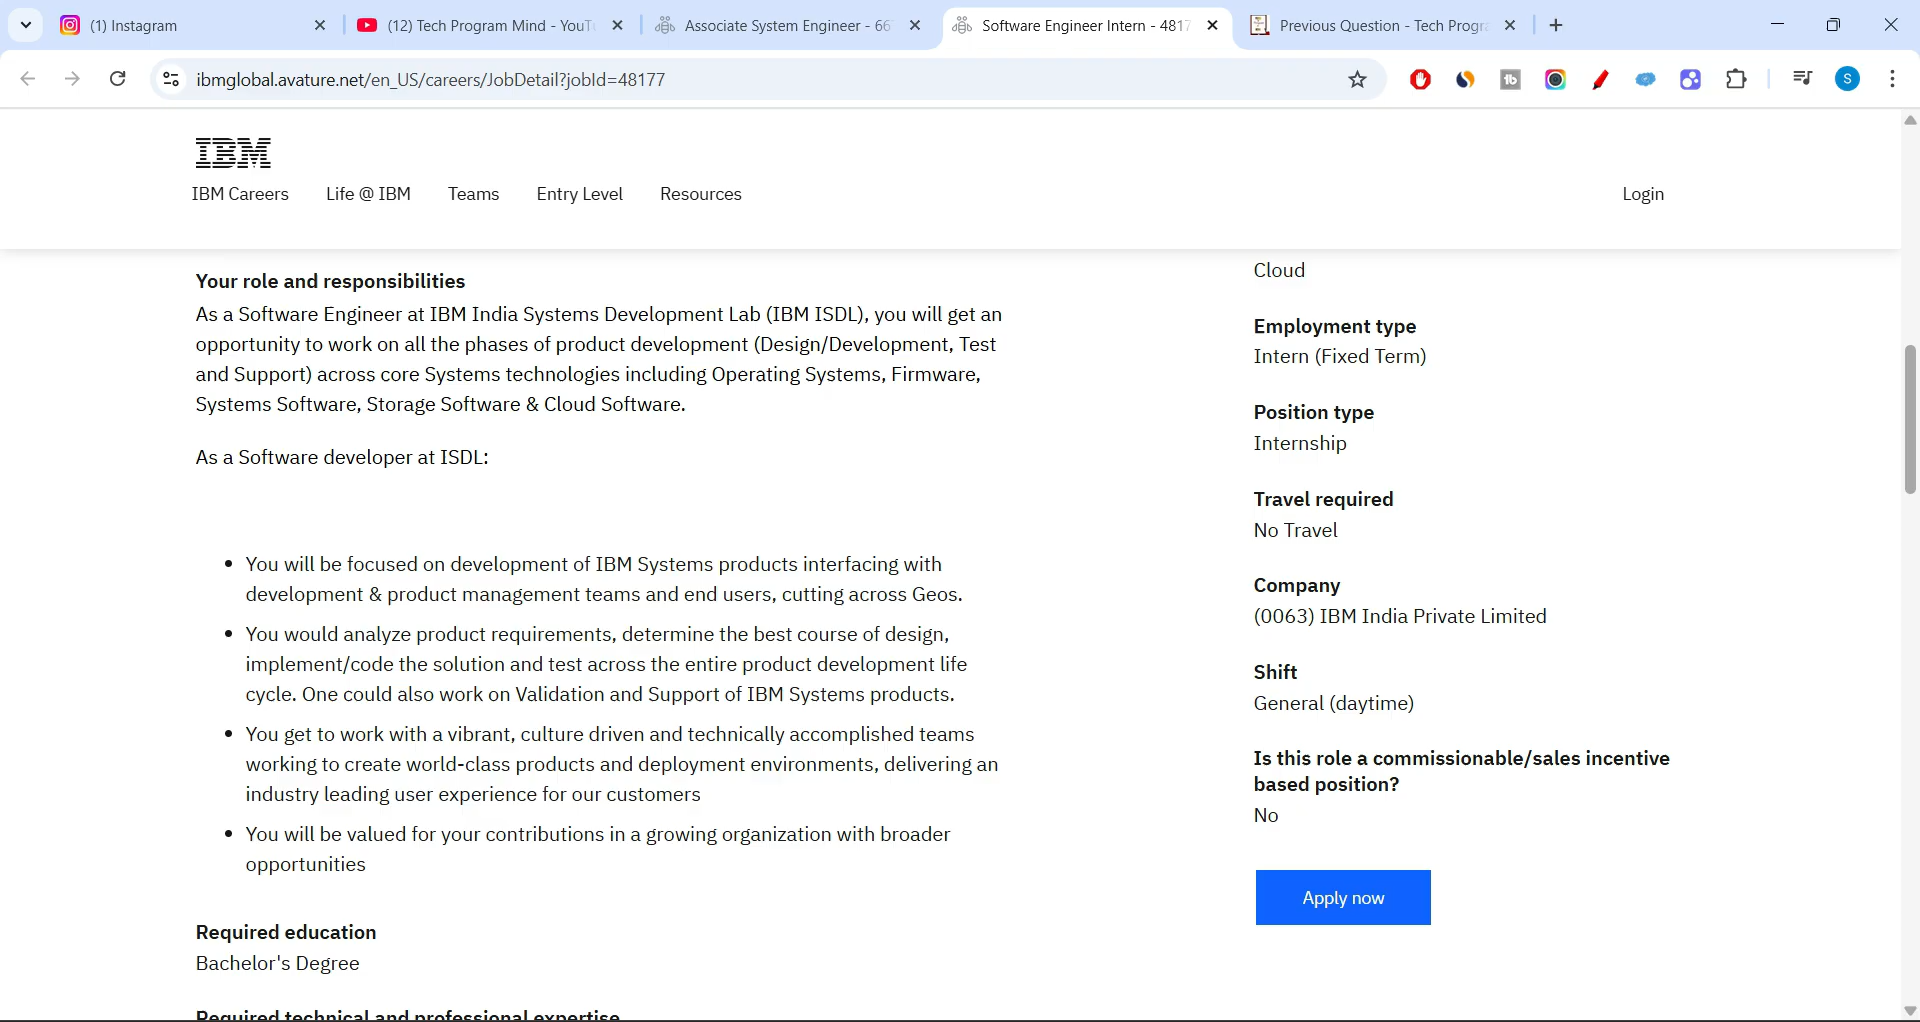 (1) Instagram
(12) Tech Program Mind - YouTu
Associate System Engineer - 66
Software Engineer Intern - 4817
Previous Question - Tech Progra
ibmglobal.avature.net/en_US/careers/JobDetail?jobId=48177
tb
S
IBM
IBM Careers
Life @ IBM
Teams
Entry Level
Resources
Login
Your role and responsibilities
As a Software Engineer at IBM India Systems Development Lab (IBM ISDL), you will get an
opportunity to work on all the phases of product development (Design/Development, Test
and Support) across core Systems technologies including Operating Systems, Firmware,
Systems Software, Storage Software & Cloud Software.
As a Software developer at ISDL:
• You will be focused on development of IBM Systems products interfacing with
development & product management teams and end users, cutting across Geos.
• You would analyze product requirements, determine the best course of design,
implement/code the solution and test across the entire product development life
cycle. One could also work on Validation and Support of IBM Systems products.
• You get to work with a vibrant, culture driven and technically accomplished teams
working to create world-class products and deployment environments, delivering an
industry leading user experience for our customers
• You will be valued for your contributions in a growing organization with broader
opportunities
Required education
Bachelor's Degree
Required technical and professional expertise
Cloud
Employment type
Intern (Fixed Term)
Position type
Internship
Travel required
No Travel
Company
(0063) IBM India Private Limited
Shift
General (daytime)
Is this role a commissionable/sales incentive
based position?
No
Apply now